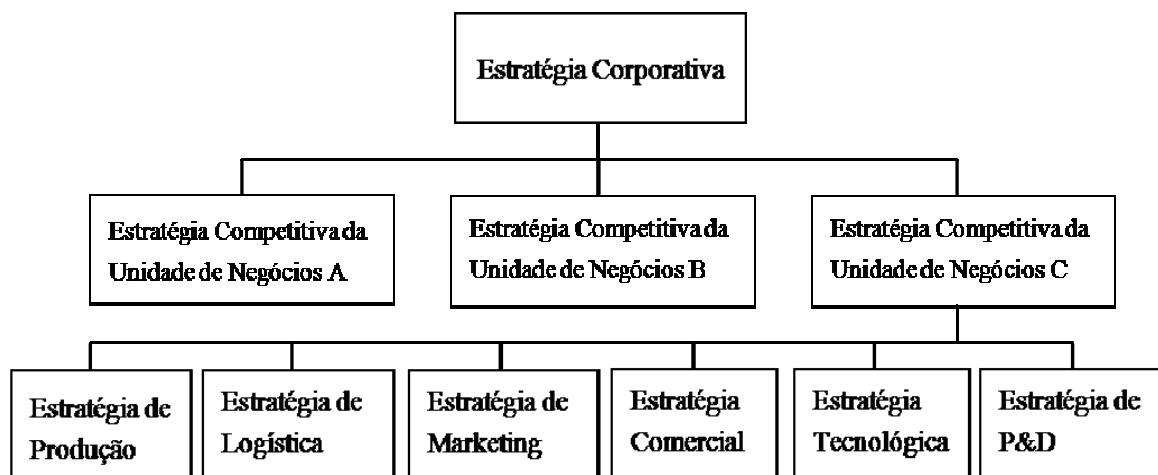 Estratégia Corporativa
Estratégia Competitiva da
Unidade de Negócios A
Estratégia Competitiva da
Unidade de Negócios B
Estratégia Competitiva da
Unidade de Negócios C
Estratégia de
Produção
Estratégia de
Logística
Estratégia de
Marketing
Estratégia
Comercial
Estratégia
Tecnológica
Estratégia de
P&D